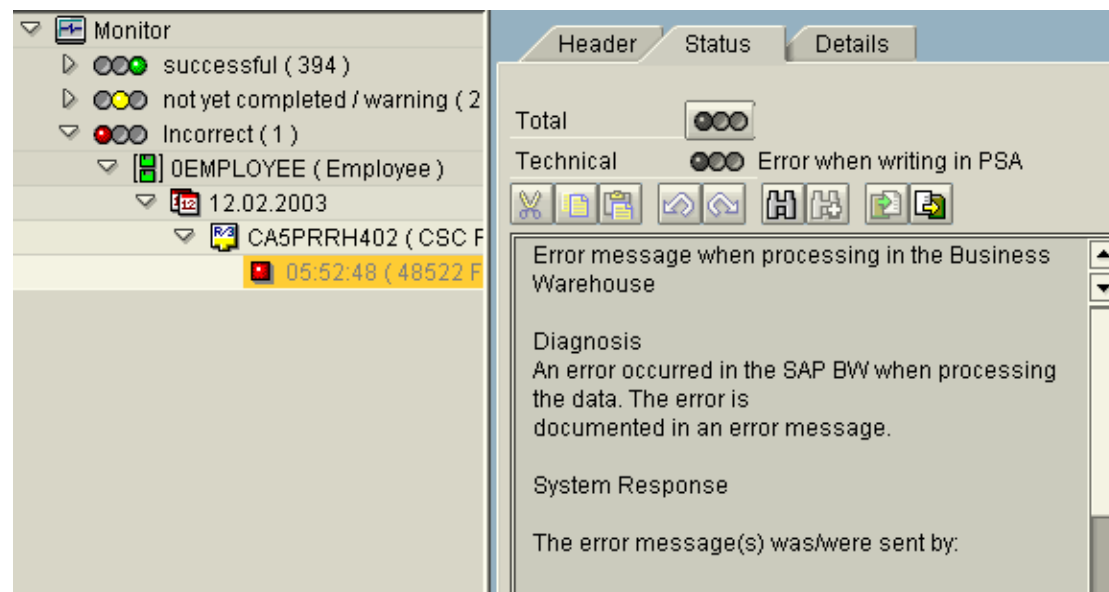 Monitor
successful ( 394 )
not yet completed / warning ( 2
Incorrect ( 1 )
0EMPLOYEE ( Employee )
12.02.2003
CA5PRRH402 ( CSC F
05:52:48 ( 48522 F
Header Status Details
Total
Technical Error when writing in PSA
Error message when processing in the Business
Warehouse
Diagnosis
An error occurred in the SAP BW when processing
the data. The error is
documented in an error message.
System Response
The error message(s) was/were sent by: